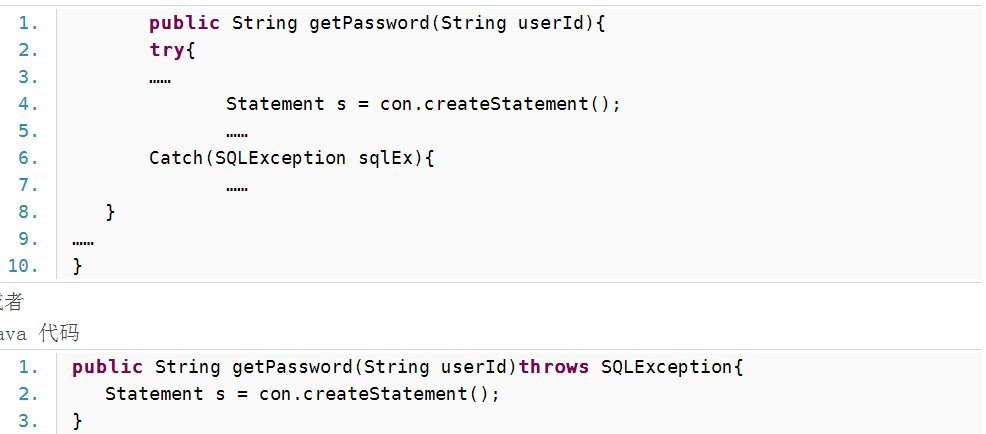 1. public String getPassword(String userId){
2. try{
3. ……
4. Statement s = con.createStatement();
5. ……
6. Catch(SQLException sqlEx){
7. ……
8. }
9. ……
10. }
者
ava 代码
1. public String getPassword(String userId)throws SQLException{
2. Statement s = con.createStatement();
3. }